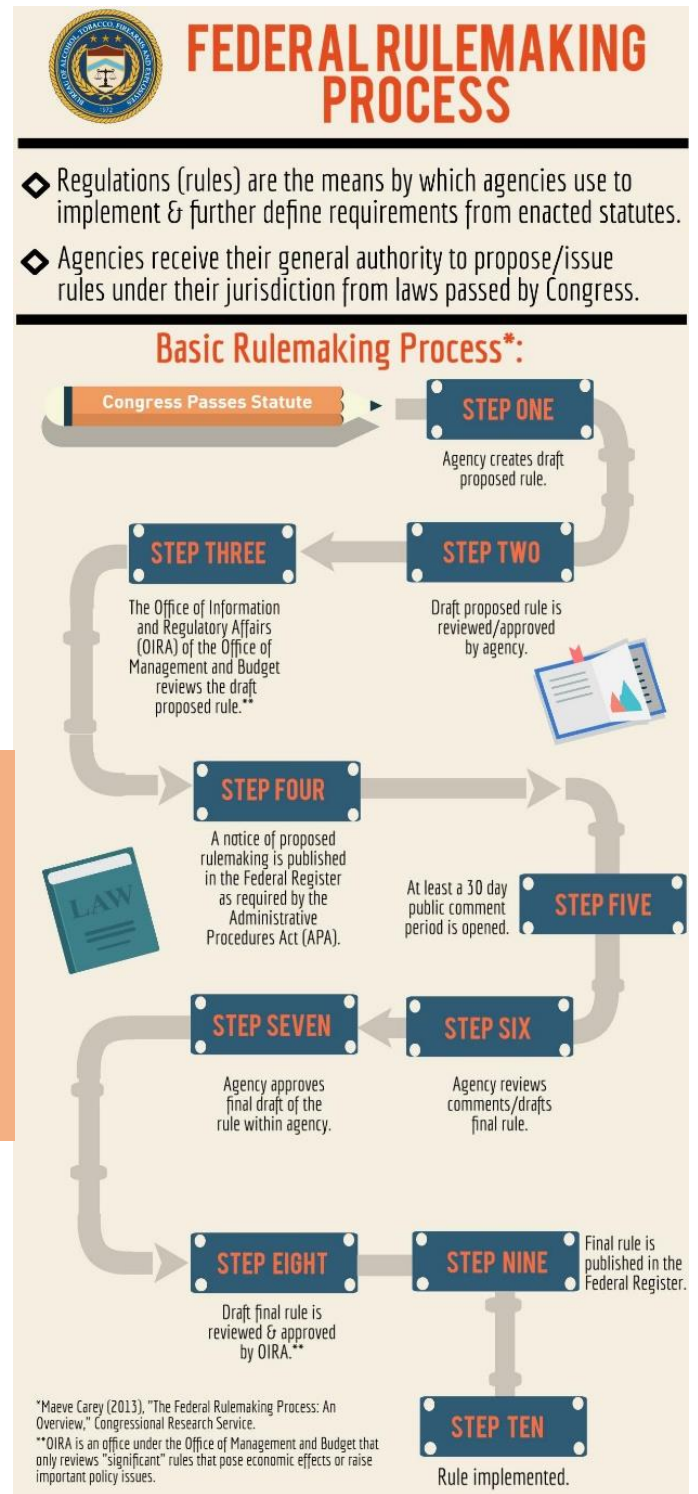 BUREAU OF ALCOHOL, TOBACCO, FIREARMS AND EXPLOSIVES
1972
FEDERAL RULEMAKING
PROCESS
Regulations (rules) are the means by which agencies use to
implement & further define requirements from enacted statutes.
Agencies receive their general authority to propose/issue
rules under their jurisdiction from laws passed by Congress.
Basic Rulemaking Process*:
Congress Passes Statute
STEP ONE
Agency creates draft
proposed rule.
STEP TWO
Draft proposed rule is
reviewed/approved
by agency.
STEP THREE
The Office of Information
and Regulatory Affairs
(OIRA) of the Office of
Management and Budget
reviews the draft
proposed rule.**
STEP FOUR
A notice of proposed
rulemaking is published
in the Federal Register
as required by the
Administrative
Procedures Act (APA).
LAW
STEP FIVE
At least a 30 day
public comment
period is opened.
STEP SIX
Agency reviews
comments/drafts
final rule.
STEP SEVEN
Agency approves
final draft of the
rule within agency.
STEP EIGHT
Draft final rule is
reviewed & approved
by OIRA.**
STEP NINE
Final rule is
published in the
Federal Register.
STEP TEN
Rule implemented.
*Maeve Carey (2013), "The Federal Rulemaking Process: An
Overview," Congressional Research Service.
**OIRA is an office under the Office of Management and Budget that
only reviews "significant" rules that pose economic effects or raise
important policy issues.